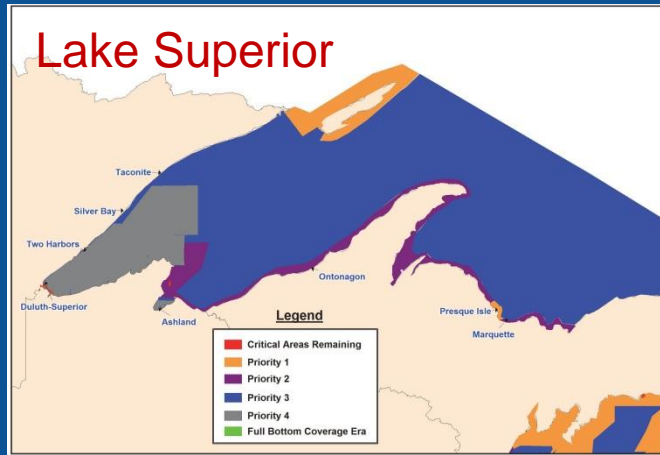 Lake Superior
Taconite
Silver Bay
Two Harbors
Duluth-Superior
Ashland
Ontonagon
Presque Isle
Marquette
Legend
Critical Areas Remaining
Priority 1
Priority 2
Priority 3
Priority 4
Full Bottom Coverage Era